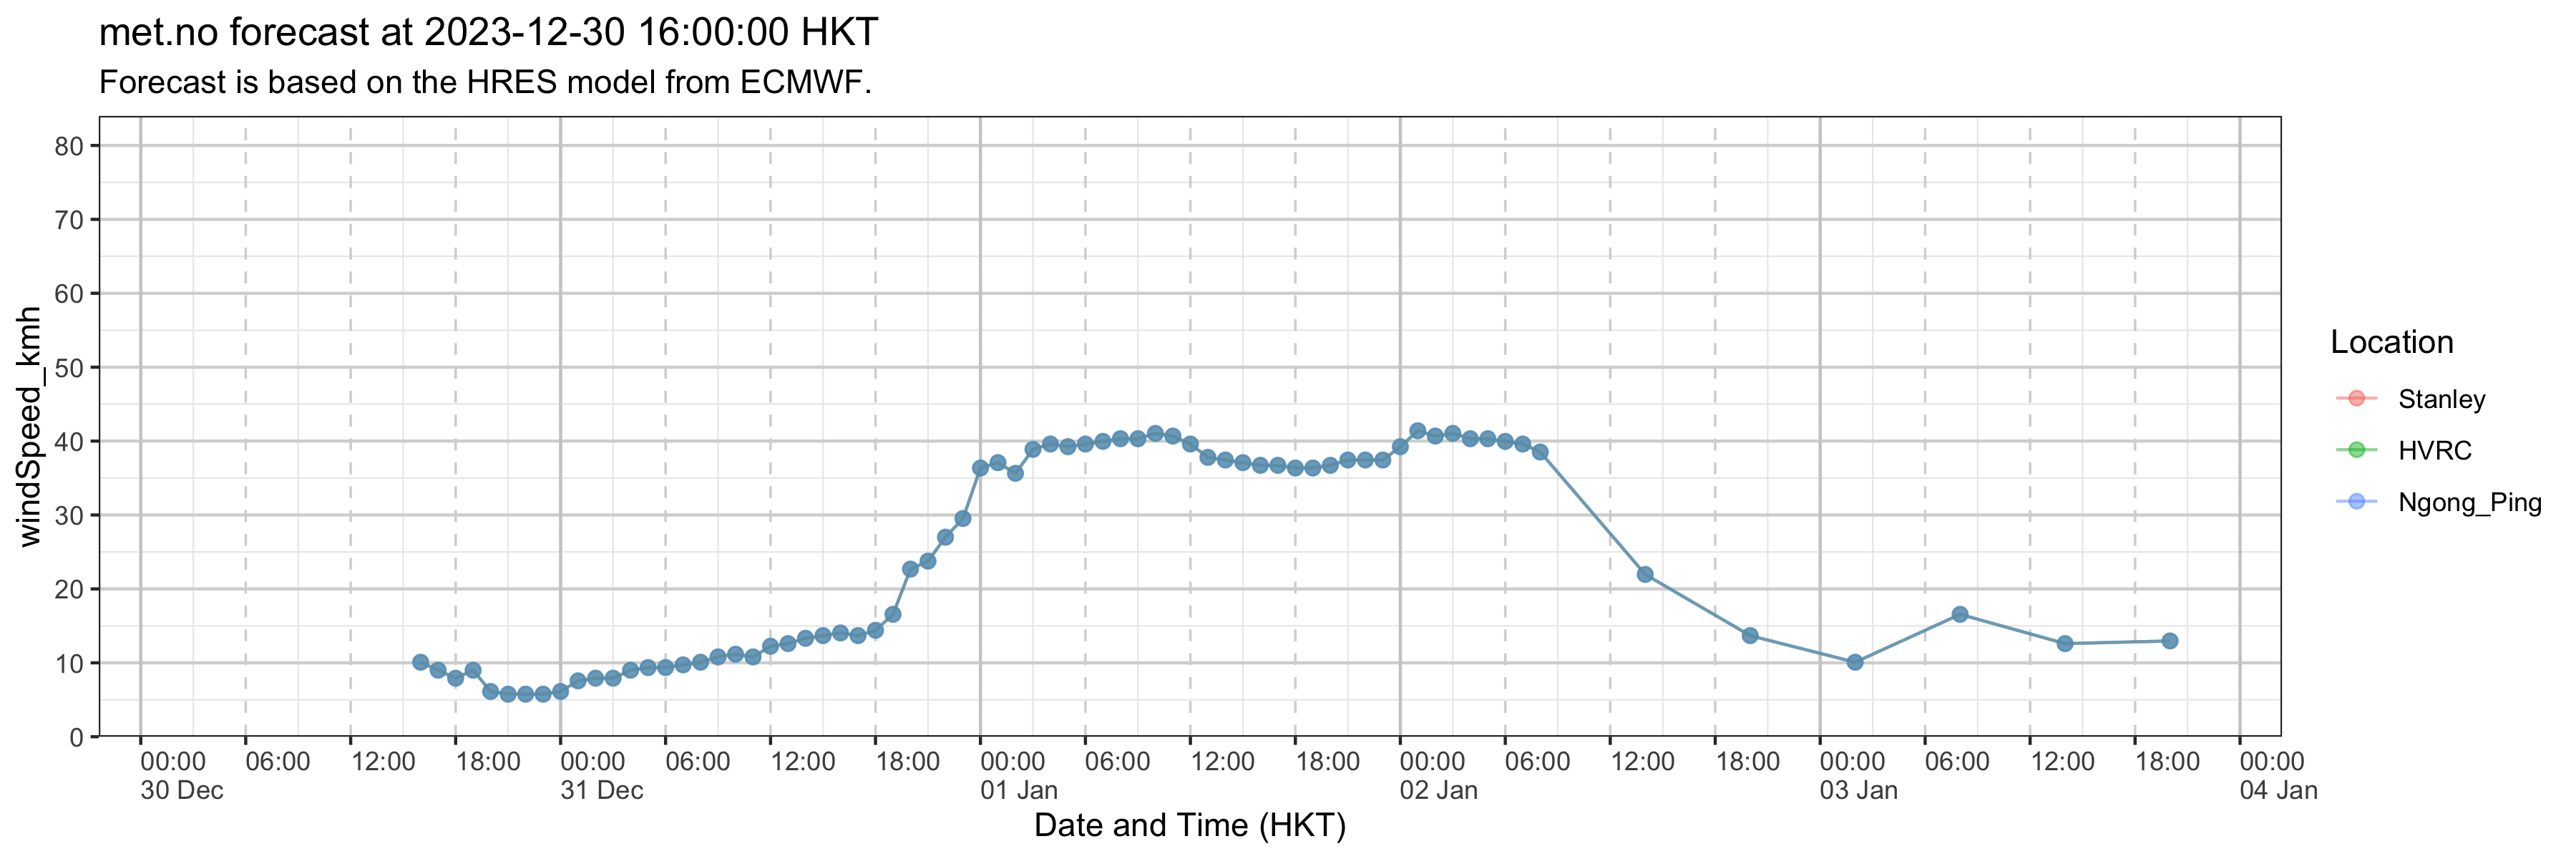 met.no forecast at 2023-12-30 16:00:00 HKT
Forecast is based on the HRES model from ECMWF.
windSpeed_kmh
80
70
60
50
40
30
20
10
0
00:00 06:00 12:00 18:00 00:00 06:00 12:00 18:00 00:00 06:00 12:00 18:00 00:00 06:00 12:00 18:00 00:00 06:00 12:00 18:00 00:00
30 Dec 31 Dec 01 Jan 02 Jan 03 Jan 04 Jan
Date and Time (HKT)
Location
Stanley
HVRC
Ngong_Ping